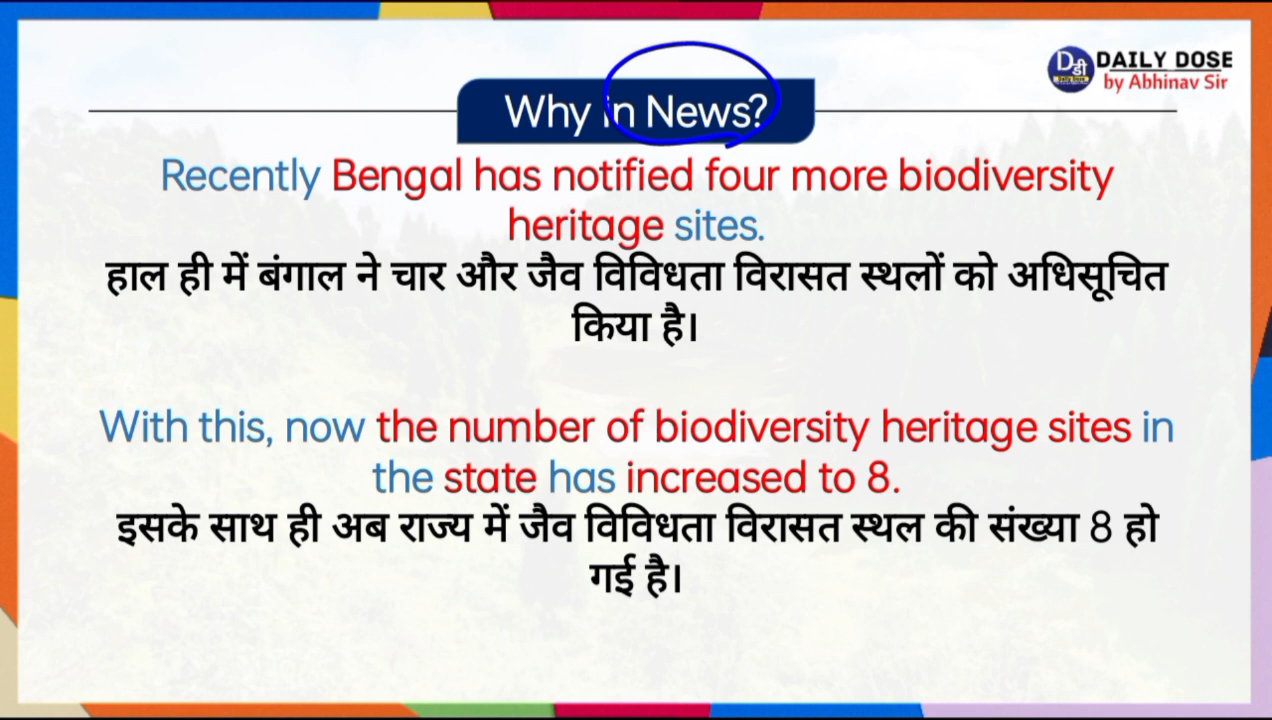 DAILY DOSE
by Abhinav Sir
Why in News?
Recently Bengal has notified four more biodiversity
heritage sites.
हाल ही में बंगाल ने चार और जैव विविधता विरासत स्थलों को अधिसूचित
किया है।
With this, now the number of biodiversity heritage sites in
the state has increased to 8.
इसके साथ ही अब राज्य में जैव विविधता विरासत स्थल की संख्या 8 हो
गई है।